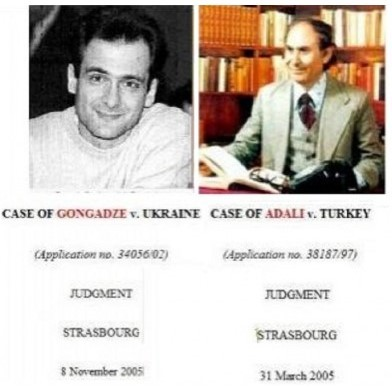 CASE OF GONGADZE v. UKRAINE
(Application no. 34056/02)
JUDGMENT
STRASBOURG
8 November 2005
CASE OF ADALI v. TURKEY
(Application no. 38187/97)
JUDGMENT
STRASBOURG
31 March 2005